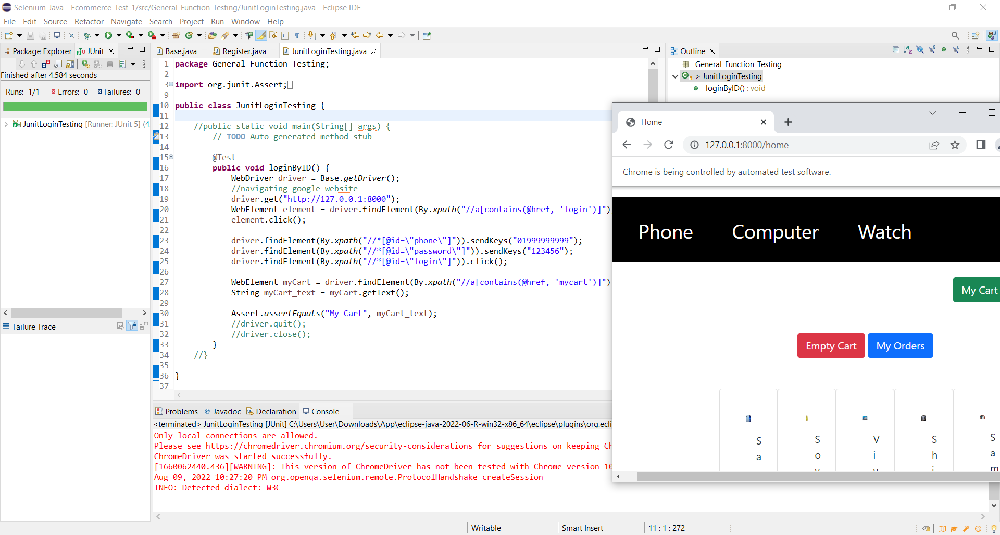 Selenium-Java - Ecommerce-Test-1/src/General_Function_Testing/JunitLoginTesting.java - Eclipse IDE
File Edit Source Refactor Navigate Search Project Run Window Help
Package Explorer JUnit
Finished after 4.584 seconds
Runs: 1/1 Errors: 0 Failures: 0
JunitLoginTesting [Runner: JUnit 5] (4
Failure Trace
Base.java Register.java JunitLoginTesting.java
1 package General_Function_Testing;
2
3 import org.junit.Assert;
9
10 public class JunitLoginTesting {
11
12 //public static void main(String[] args) {
13 // TODO Auto-generated method stub
14
15 @Test
16 public void loginByID() {
17 WebDriver driver = Base.getDriver();
18 //navigating google website
19 driver.get("http://127.0.0.1:8000");
20 WebElement element = driver.findElement(By.xpath("//a[contains(@href, 'login')]"))
21 element.click();
22
23 driver.findElement(By.xpath("//*[@id=\"phone\"]")).sendKeys("01999999999");
24 driver.findElement(By.xpath("//*[@id=\"password\"]")).sendKeys("123456");
25 driver.findElement(By.xpath("//*[@id=\"login\"]")).click();
26
27 WebElement myCart = driver.findElement(By.xpath("//a[contains(@href, 'mycart')]"))
28 String myCart_text = myCart.getText();
29
30 Assert.assertEquals("My Cart", myCart_text);
31 //driver.quit();
32 //driver.close();
33 }
34 //}
35
36 }
37
Outline
General_Function_Testing
> JunitLoginTesting
loginByID() : void
Home
127.0.0.1:8000/home
Chrome is being controlled by automated test software.
Phone Computer Watch
My Cart
Empty Cart My Orders
S S V S S
a o i h a
m
Problems @ Javadoc Declaration Console
<terminated> JunitLoginTesting [JUnit] C:\Users\User\Downloads\App\eclipse-java-2022-06-R-win32-x86_64\eclipse\plugins\org.ecli
Only local connections are allowed.
Please see https://chromedriver.chromium.org/security-considerations for suggestions on keeping Ch
ChromeDriver was started successfully.
[1660062440.436][WARNING]: This version of ChromeDriver has not been tested with Chrome version 10
Aug 09, 2022 10:27:20 PM org.openqa.selenium.remote.ProtocolHandshake createSession
INFO: Detected dialect: W3C
Writable Smart Insert 11 : 1 : 272